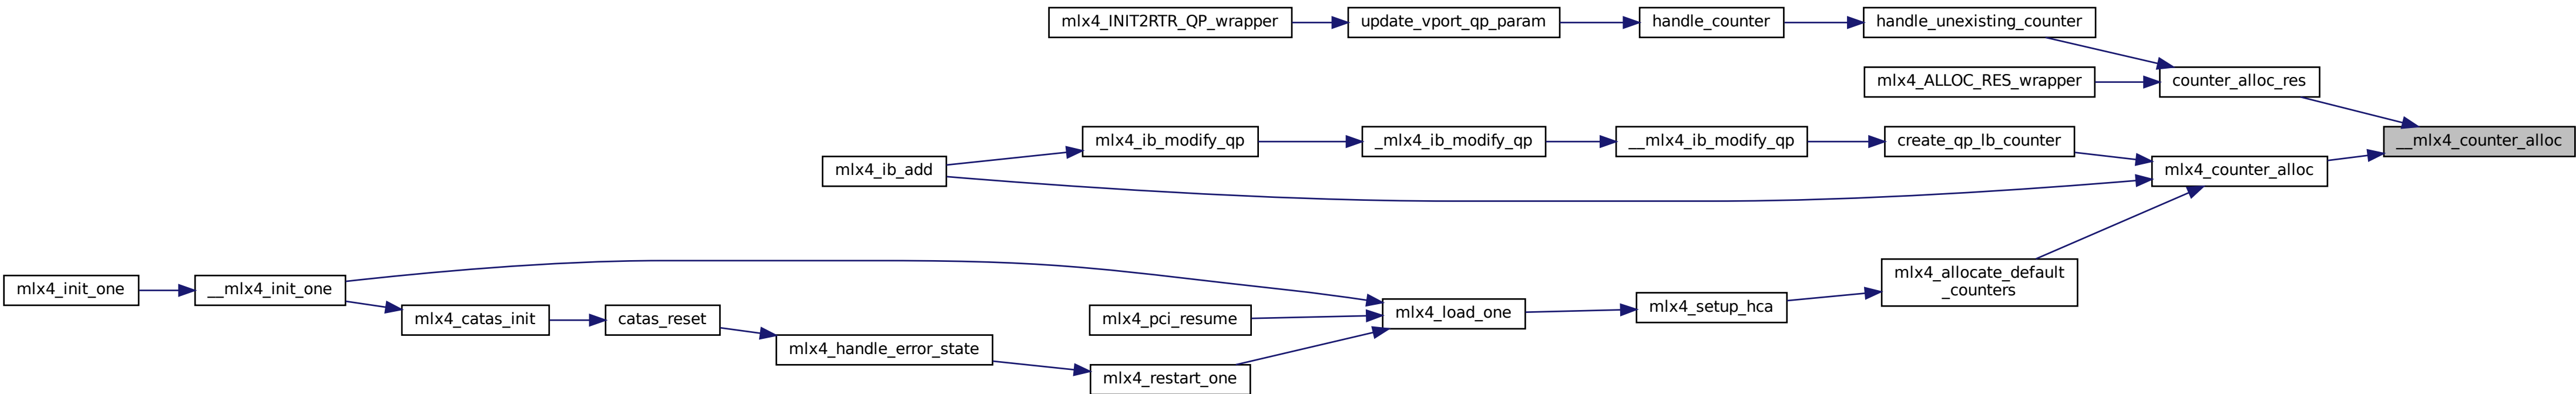 mlx4_INIT2RTR_QP_wrapper
update_vport_qp_param
handle_counter
handle_unexisting_counter
mlx4_ALLOC_RES_wrapper
counter_alloc_res
mlx4_ib_modify_qp
_mlx4_ib_modify_qp
__mlx4_ib_modify_qp
create_qp_lb_counter
__mlx4_counter_alloc
mlx4_ib_add
mlx4_counter_alloc
mlx4_allocate_default
_counters
mlx4_init_one
__mlx4_init_one
mlx4_catas_init
catas_reset
mlx4_pci_resume
mlx4_load_one
mlx4_setup_hca
mlx4_handle_error_state
mlx4_restart_one